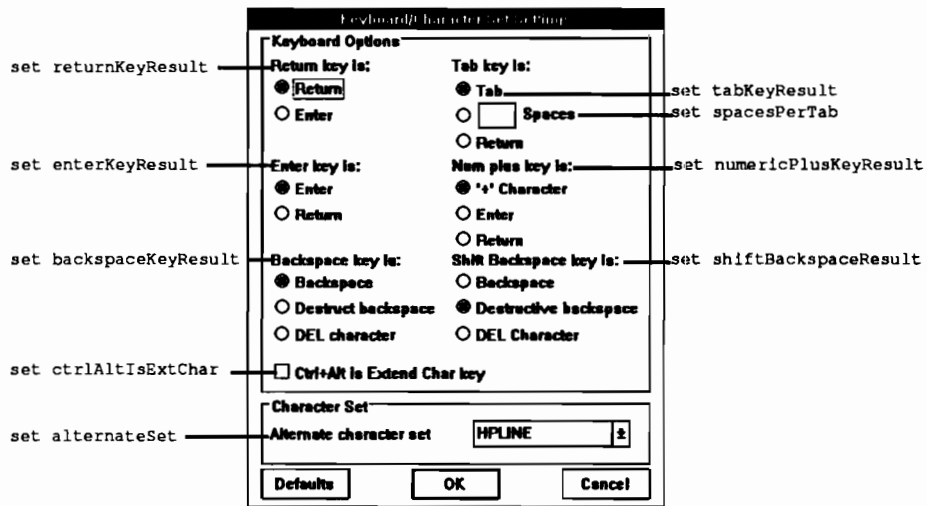 Keyboard/Character Set Settings
Keyboard Options
set returnKeyResult
Return key is:
Return
Enter
Tab key is:
Tab
set tabKeyResult
Spaces
set spacesPerTab
Return
set enterKeyResult
Enter key is:
Enter
Return
Num plus key is:
set numericPlusKeyResult
'+' Character
Enter
Return
set backspaceKeyResult
Backspace key is:
Backspace
Destruct backspace
DEL character
Shift Backspace key is:
set shiftBackspaceResult
Backspace
Destructive backspace
DEL Character
set ctrlAltIsExtChar
Ctrl+Alt is Extend Char key
Character Set
set alternateSet
Alternate character set
HPLINE
Defaults
OK
Cancel